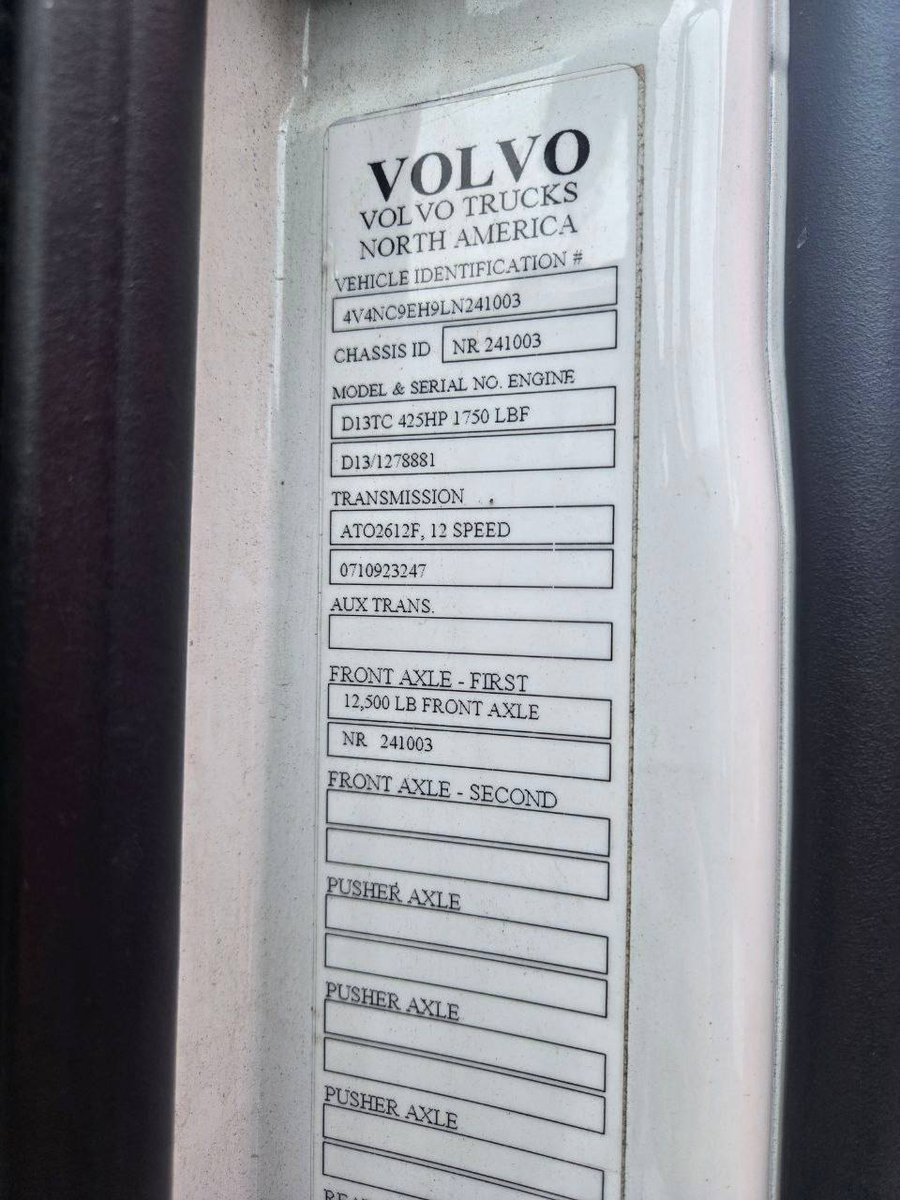 VOLVO
VOLVO TRUCKS
NORTH AMERICA
VEHICLE IDENTIFICATION #
4V4NC9EH9LN241003
CHASSIS ID NR 241003
MODEL & SERIAL NO. ENGINE
D13TC 425HP 1750 LBF
D13/1278881
TRANSMISSION
ATO2612F, 12 SPEED
0710923247
AUX TRANS.
FRONT AXLE - FIRST
12,500 LB FRONT AXLE
NR 241003
FRONT AXLE - SECOND
PUSHER AXLE
PUSHER AXLE
PUSHER AXLE